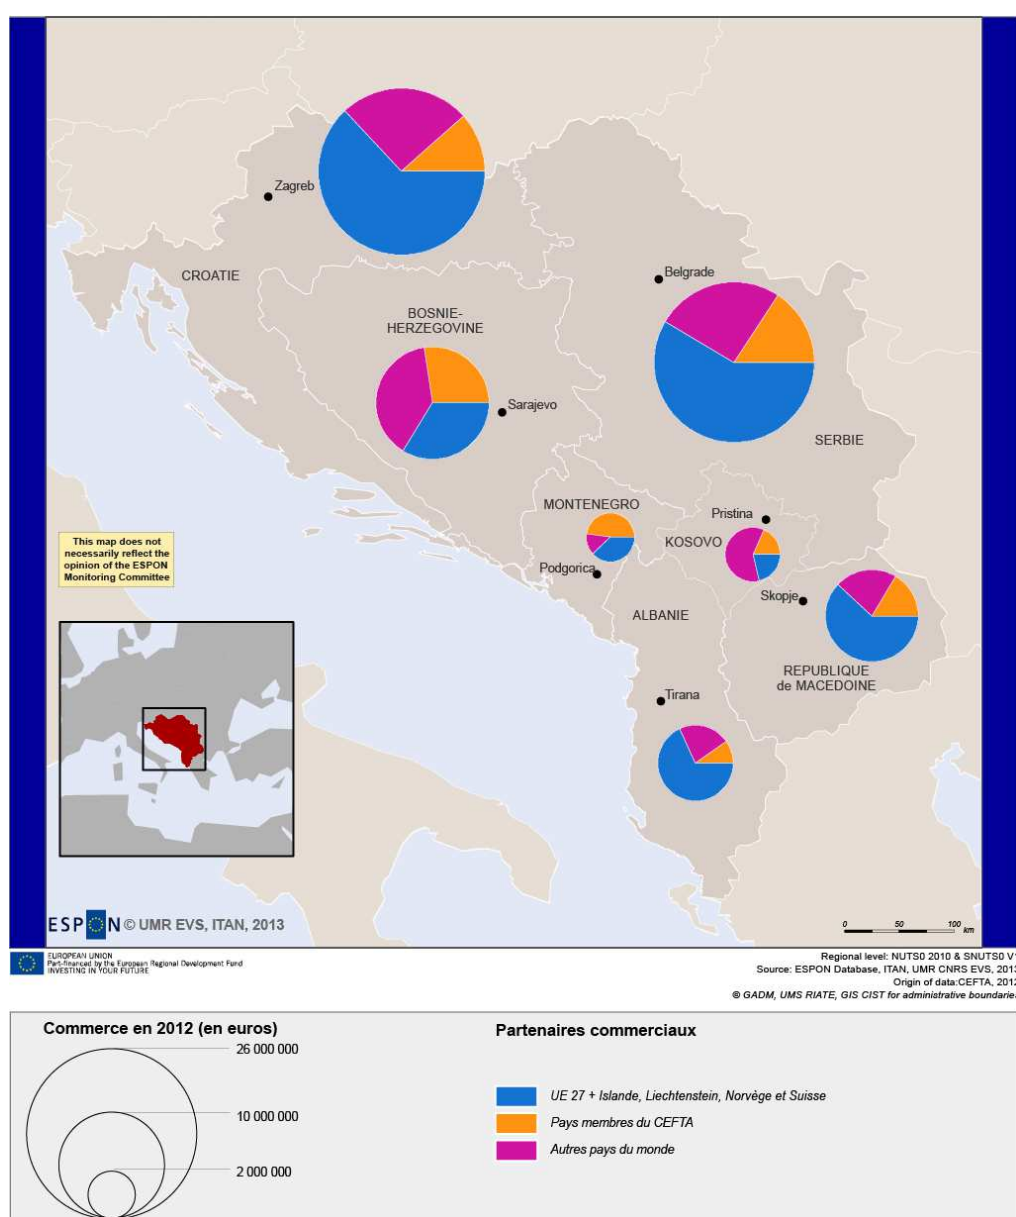 Zagreb
CROATIE
Belgrade
BOSNIE-
HERZEGOVINE
Sarajevo
SERBIE
MONTENEGRO
Pristina
KOSOVO
Podgorica
Skopje
ALBANIE
REPUBLIQUE
de MACEDOINE
Tirana
This map does not
necessarily reflect the
opinion of the ESPON
Monitoring Committee
ESPON © UMR EVS, ITAN, 2013
0 50 100
km
EUROPEAN UNION
Part-financed by the European Regional Development Fund
INVESTING IN YOUR FUTURE
Regional level: NUTS0 2010 & SNUTS0 V1
Source: ESPON Database, ITAN, UMR CNRS EVS, 2013
Origin of data:CEFTA, 2012
© GADM, UMS RIATE, GIS CIST for administrative boundaries
Commerce en 2012 (en euros)
26 000 000
10 000 000
2 000 000
Partenaires commerciaux
UE 27 + Islande, Liechtenstein, Norvège et Suisse
Pays membres du CEFTA
Autres pays du monde